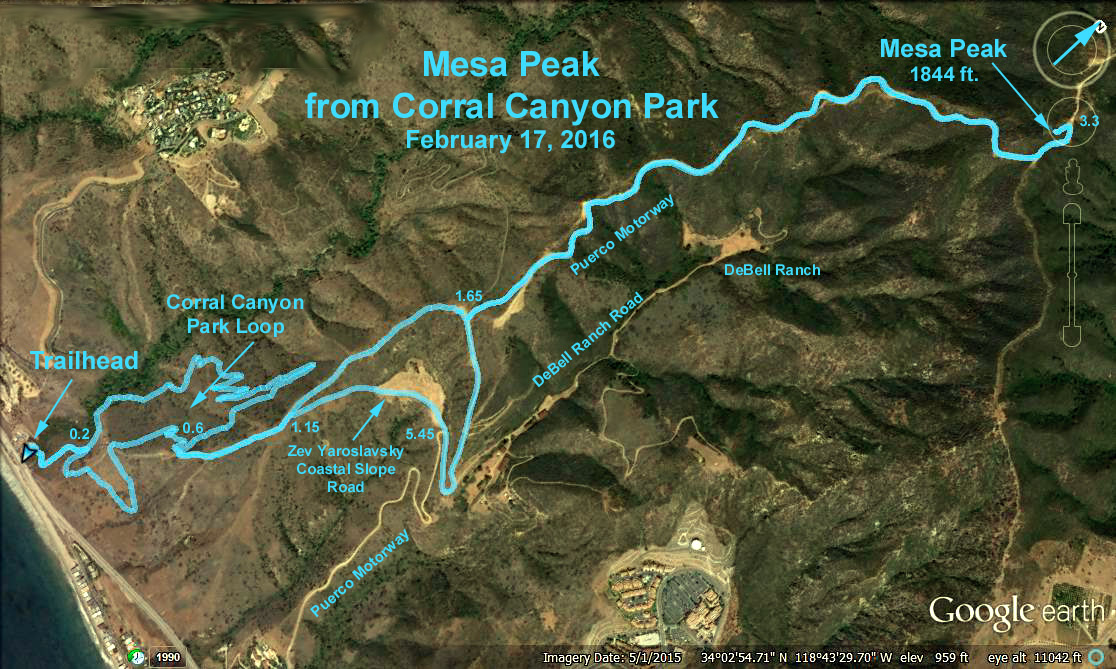 Mesa Peak
from Corral Canyon Park
February 17, 2016
Mesa Peak
1844 ft.
3.3
Puerco Motorway
DeBell Ranch
1.65
DeBell Ranch Road
Corral Canyon
Park Loop
Trailhead
0.2
0.6
1.15
5.45
Zev Yaroslavsky
Coastal Slope
Road
Puerco Motorway
Google earth
1990
Imagery Date: 5/1/2015 34°02'54.71" N 118°43'29.70" W elev 959 ft eye alt 11042 ft